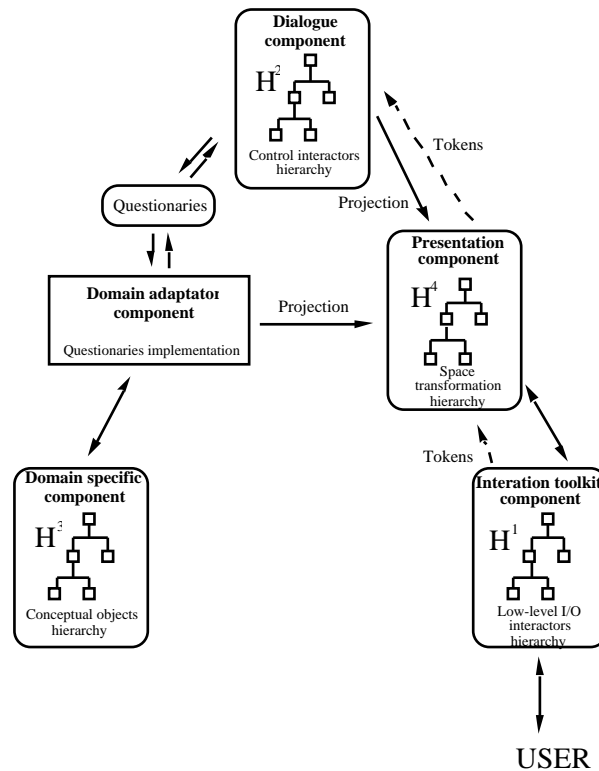 Dialogue
component
H2
Control interactors
hierarchy
Tokens
Projection
Questionaries
Presentation
component
H4
Space
transformation
hierarchy
Domain adaptator
component
Questionaries implementation
Projection
Tokens
Domain specific
component
H3
Conceptual objects
hierarchy
Interation toolkit
component
H1
Low-level I/O
interactors
hierarchy
USER